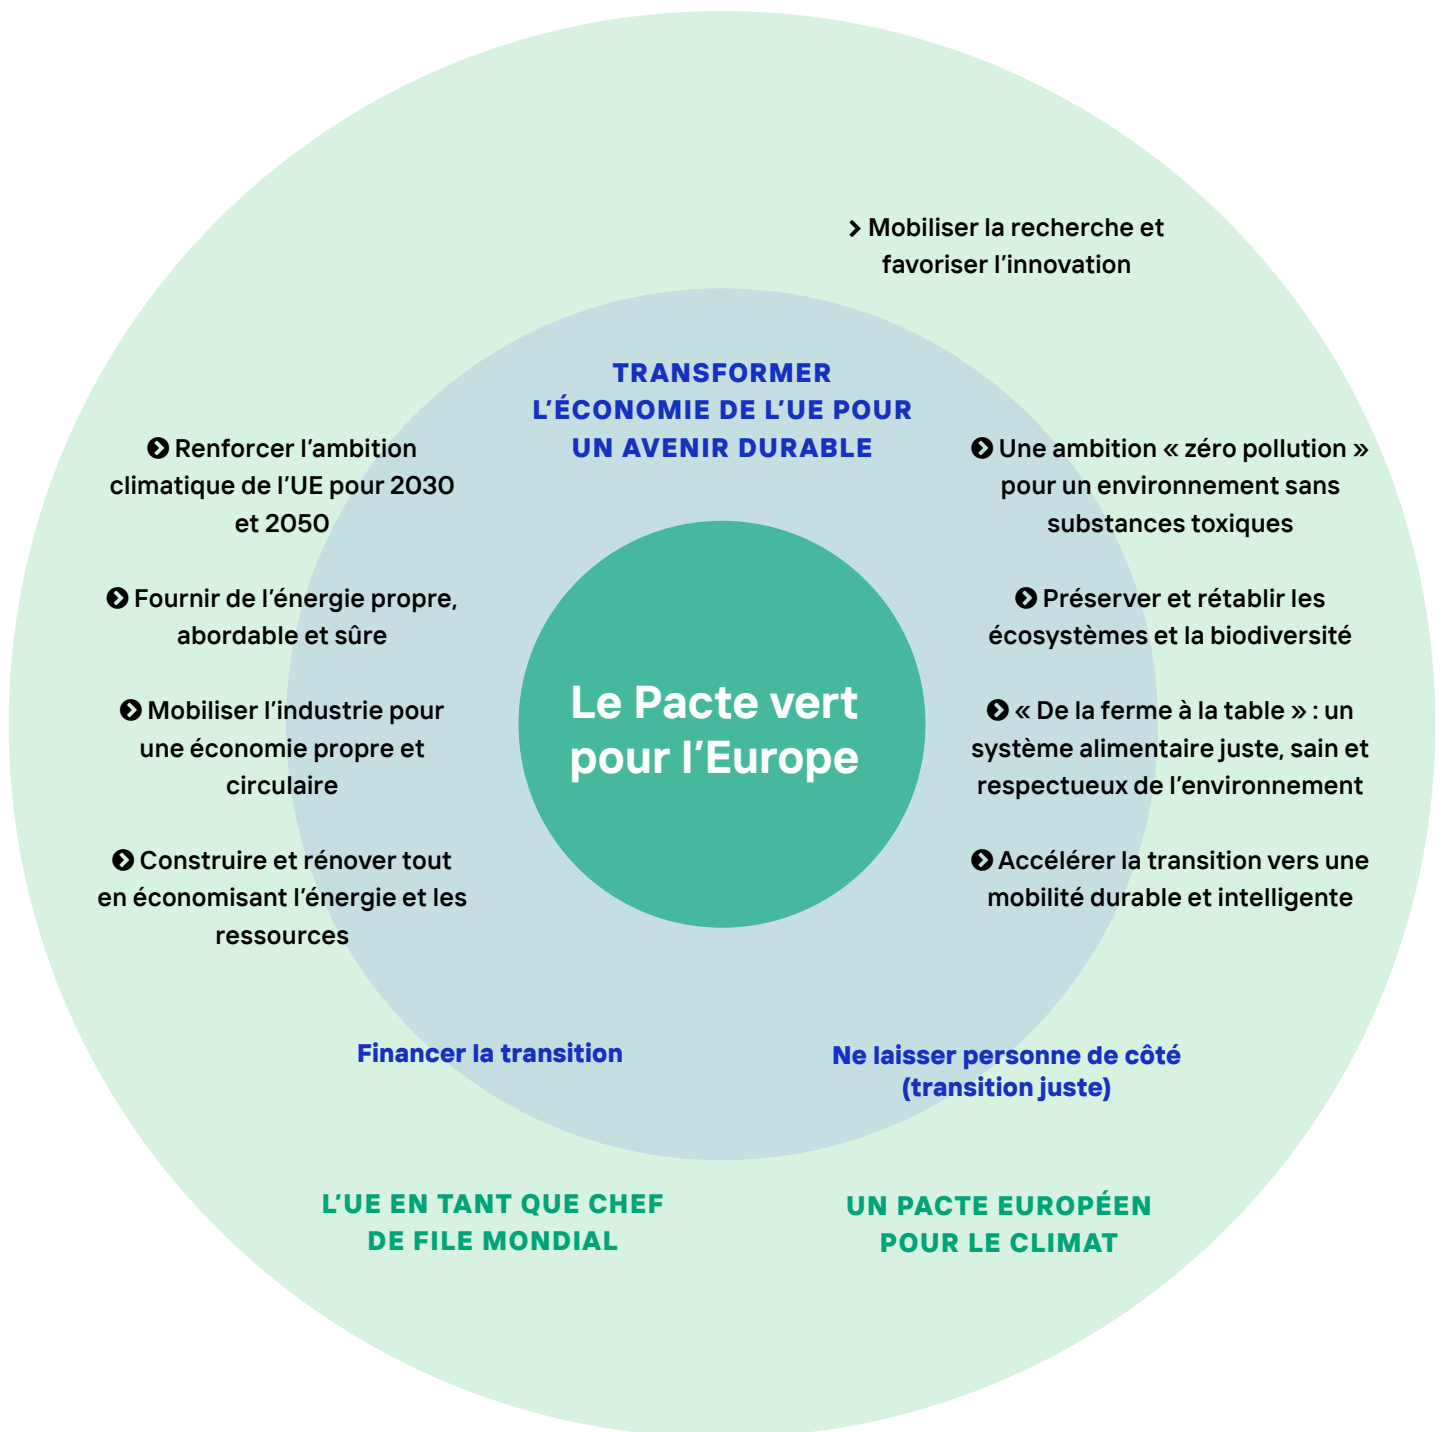 > Mobiliser la recherche et
favoriser l’innovation
TRANSFORMER
L’ÉCONOMIE DE L’UE POUR
UN AVENIR DURABLE
Renforcer l’ambition
climatique de l’UE pour 2030
et 2050
Fournir de l’énergie propre,
abordable et sûre
Mobiliser l’industrie pour
une économie propre et
circulaire
Construire et rénover tout
en économisant l’énergie et les
ressources
Le Pacte vert
pour l’Europe
Une ambition « zéro pollution »
pour un environnement sans
substances toxiques
Préserver et rétablir les
écosystèmes et la biodiversité
« De la ferme à la table » : un
système alimentaire juste, sain et
respectueux de l’environnement
Accélérer la transition vers une
mobilité durable et intelligente
Financer la transition
Ne laisser personne de côté
(transition juste)
L’UE EN TANT QUE CHEF
DE FILE MONDIAL
UN PACTE EUROPÉEN
POUR LE CLIMAT